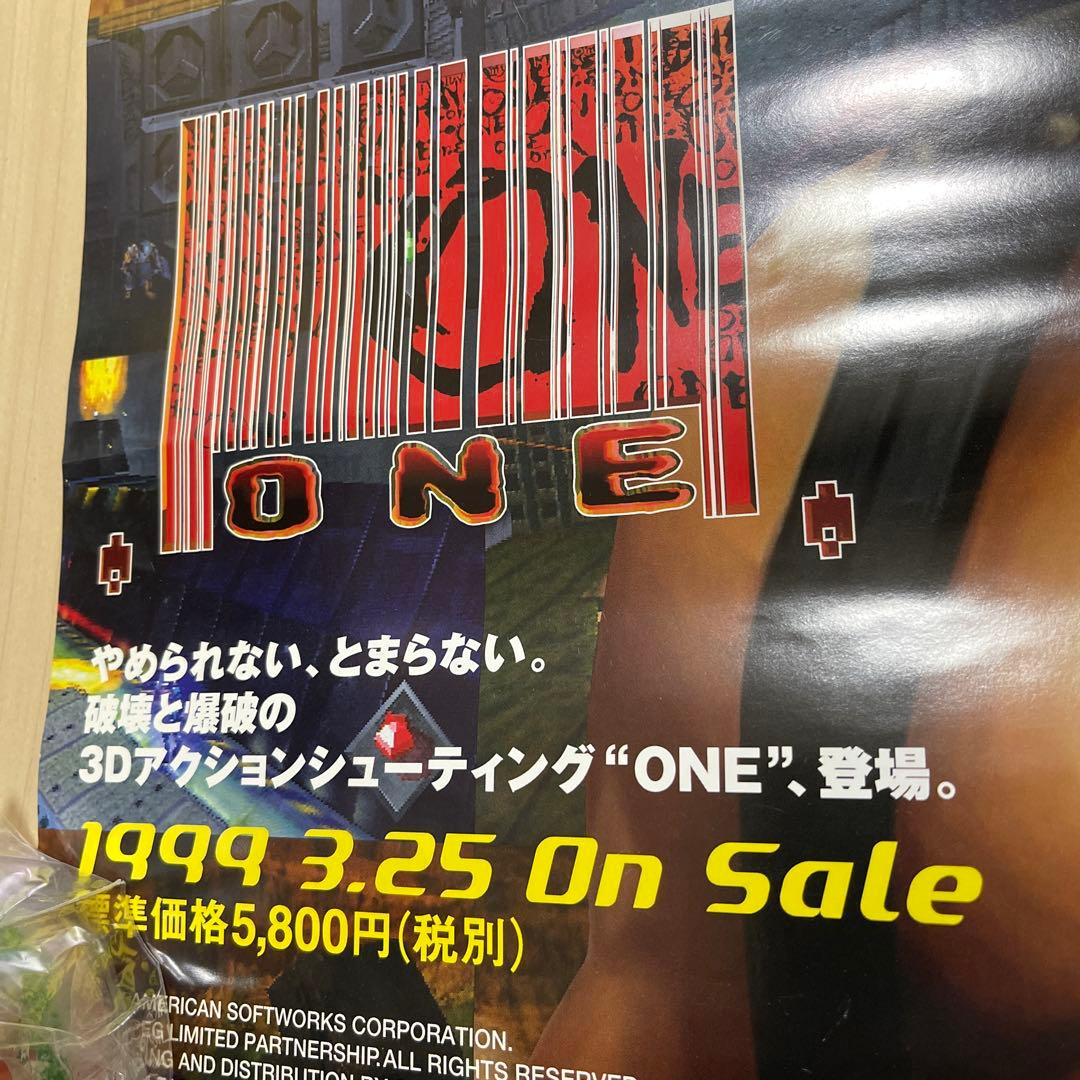 ONE
ONE
やめられない、とまらない。
破壊と爆破の
3Dアクションシューティング“ONE”、登場。
1999 3.25 On Sale
標準価格5,800円(税別)
AMERICAN SOFTWORKS CORPORATION.
LIMITED PARTNERSHIP.ALL RIGHTS RESERVED
AND DISTRIBUTION BY